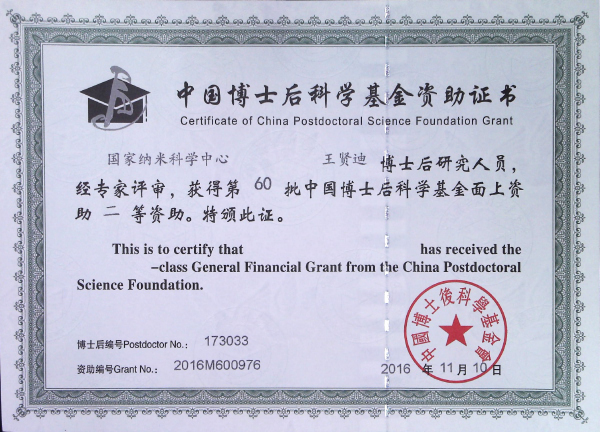 中国博士后科学基金资助证书
Certificate of China Postdoctoral Science Foundation Grant
国家纳米科学中心 王贤迪 博士后研究人员，
经专家评审，获得第 60 批中国博士后科学基金面上资
助 二 等资助。特颁此证。
This is to certify that has received the
–class General Financial Grant from the China Postdoctoral
Science Foundation.
中國博士後科學基金會
博士后编号Postdoctor No.： 173033
资助编号Grant No.： 2016M600976
2016 年 11 月 10 日